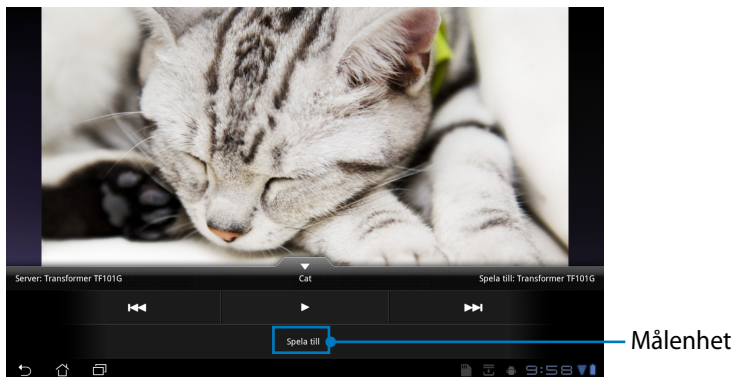 Server: Transformer TF101G Cat Spela till: Transformer TF101G
Spela till
Målenhet
9:58